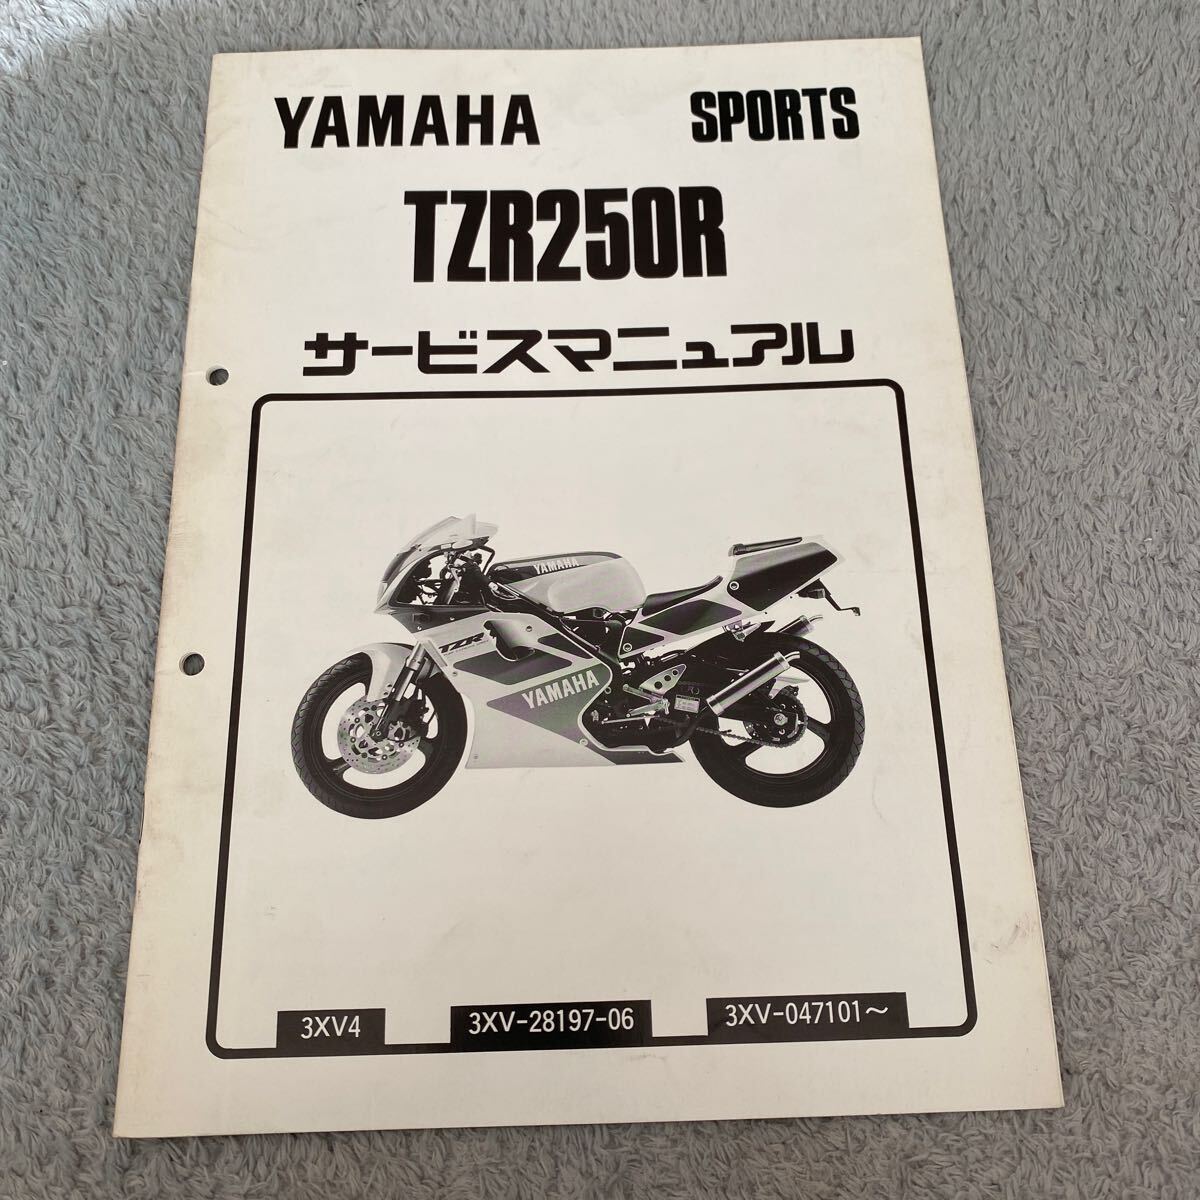 YAMAHA SPORTS
TZR250R
サービスマニュアル
YAMAHA
TZR
YAMAHA
3XV4 3XV-28197-06 3XV-047101～